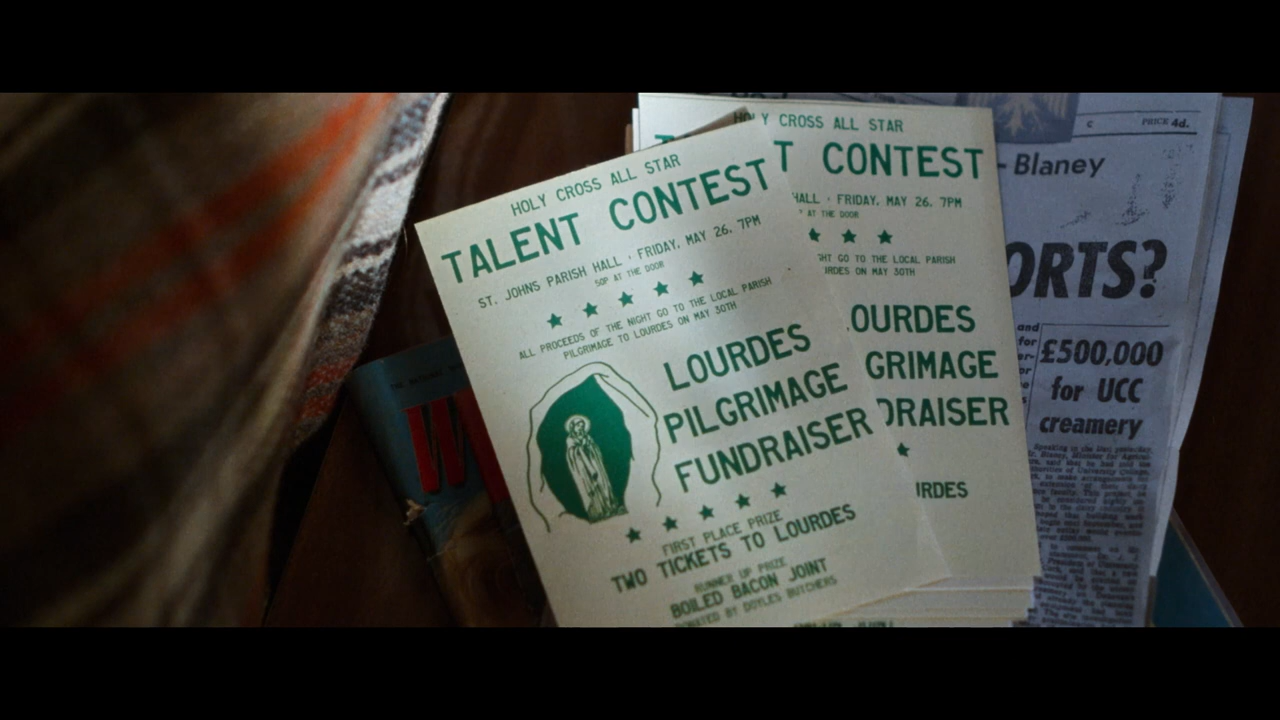 HOLY CROSS ALL STAR
TALENT CONTEST
ST. JOHNS PARISH HALL · FRIDAY, MAY 26, 7PM
50P AT THE DOOR
ALL PROCEEDS OF THE NIGHT GO TO THE LOCAL PARISH
PILGRIMAGE TO LOURDES ON MAY 30TH
LOURDES
PILGRIMAGE
FUNDRAISER
FIRST PLACE PRIZE
TWO TICKETS TO LOURDES
RUNNER UP PRIZE
BOILED BACON JOINT
DONATED BY DOYLES BUTCHERS
HOLY CROSS ALL STAR
T CONTEST
HALL · FRIDAY, MAY 26, 7PM
AT THE DOOR
GHT GO TO THE LOCAL PARISH
URDES ON MAY 30TH
LOURDES
GRIMAGE
DRAISER
URDES
PRICE 4d.
- Blaney
ORTS?
and
for
£500,000
for UCC
creamery